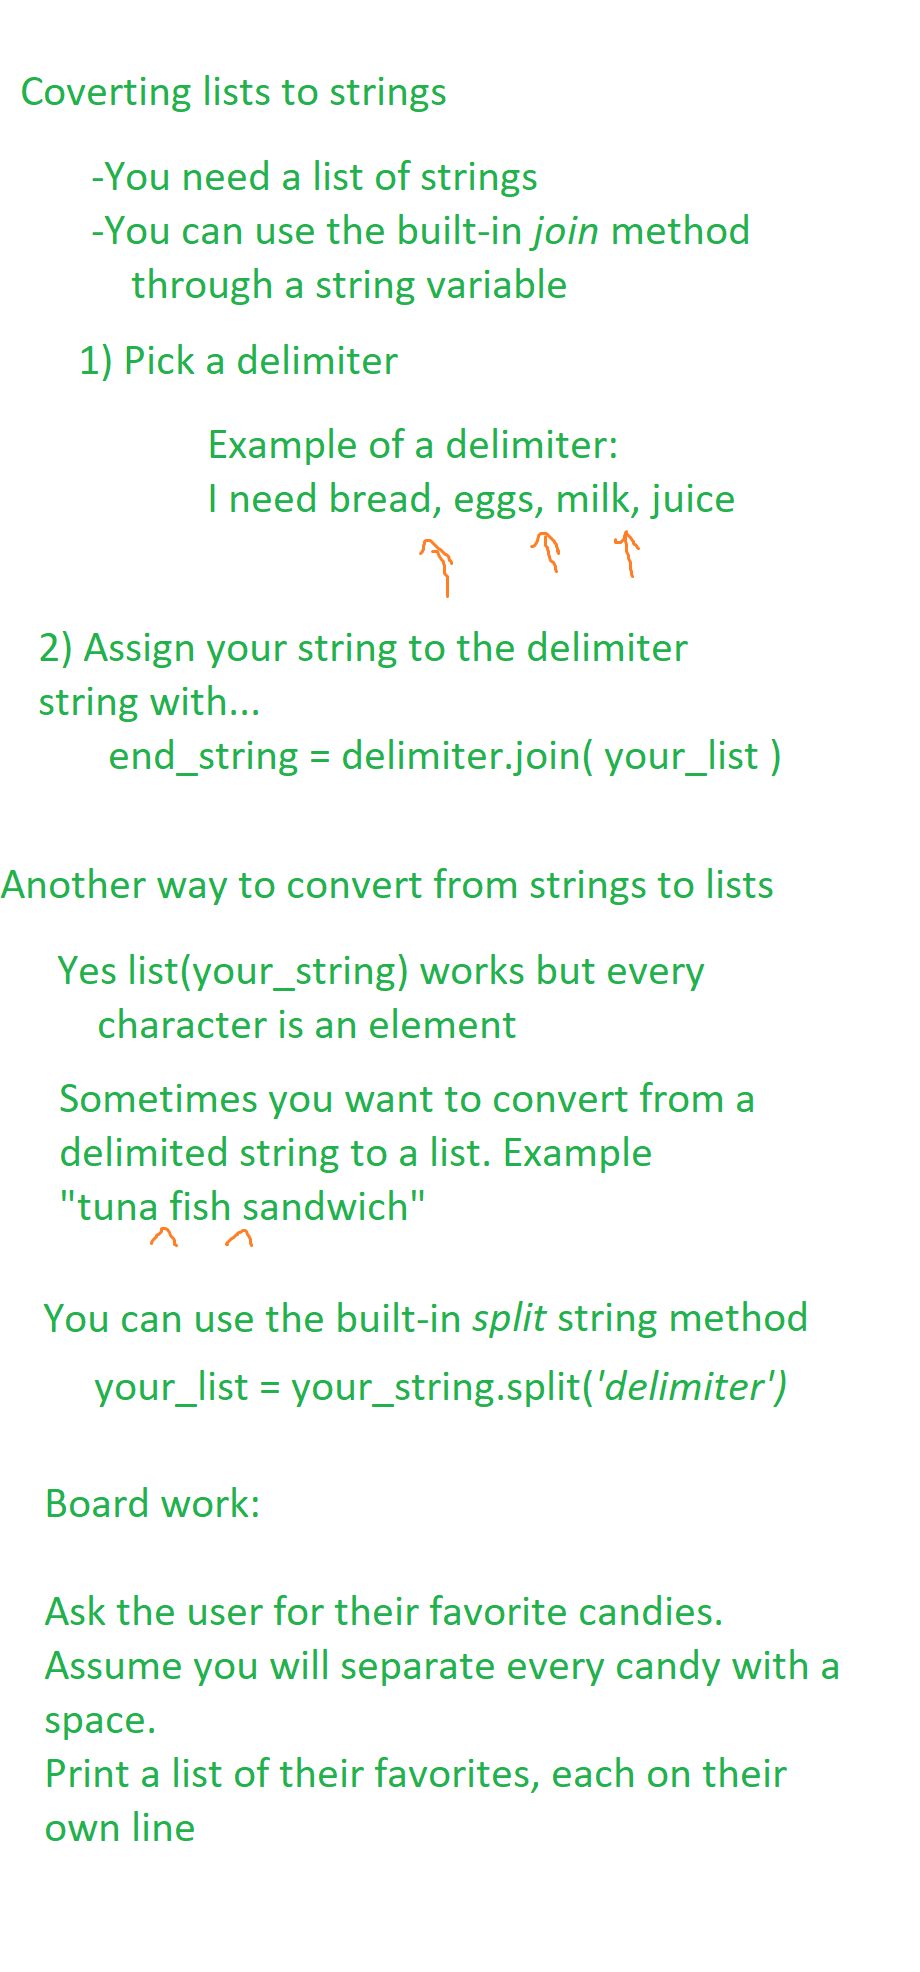 Coverting lists to strings
-You need a list of strings
-You can use the built-in join method
through a string variable
1) Pick a delimiter
Example of a delimiter:
I need bread, eggs, milk, juice
2) Assign your string to the delimiter
string with...
end_string = delimiter.join( your_list )
Another way to convert from strings to lists
Yes list(your_string) works but every
character is an element
Sometimes you want to convert from a
delimited string to a list. Example
"tuna fish sandwich"
You can use the built-in split string method
your_list = your_string.split('delimiter')
Board work:
Ask the user for their favorite candies.
Assume you will separate every candy with a
space.
Print a list of their favorites, each on their
own line